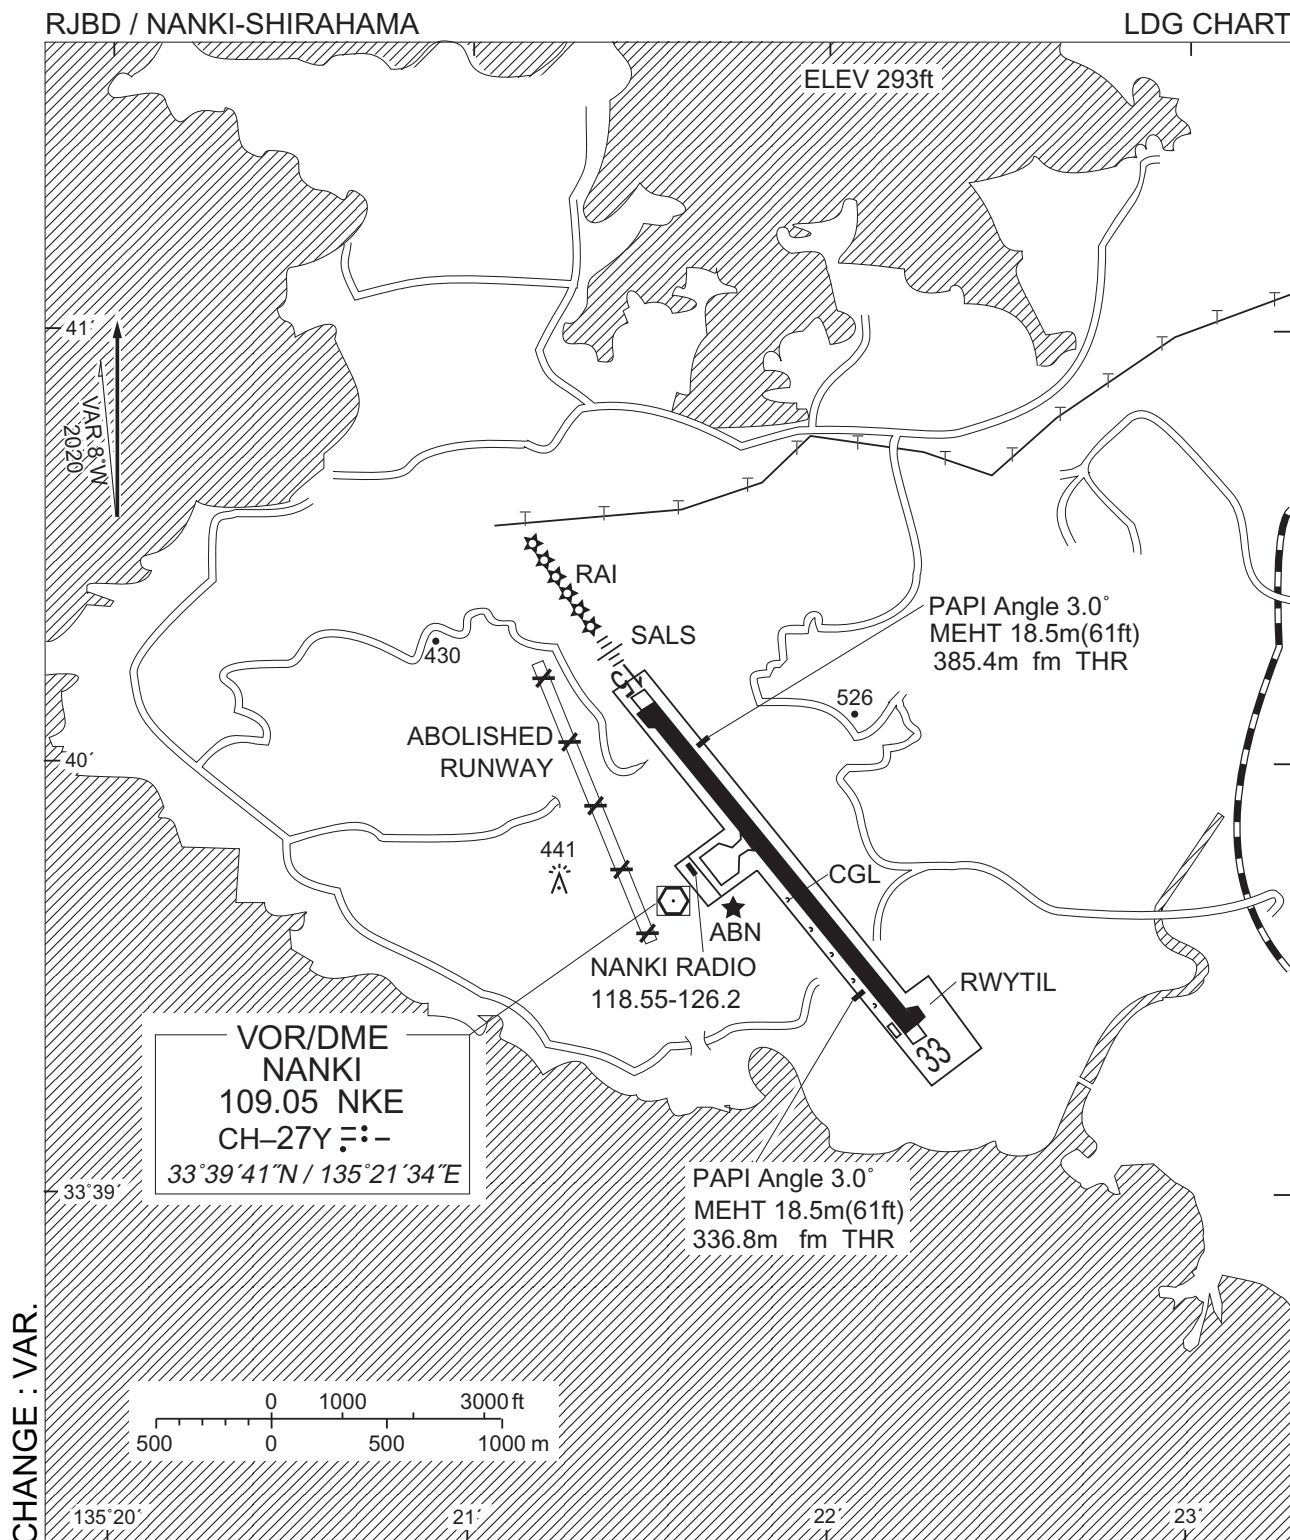 RJBD / NANKI-SHIRAHAMA
LDG CHART
ELEV 293ft
41´
VAR 8˚W
2020
RAI
SALS
PAPI Angle 3.0˚
MEHT 18.5m(61ft)
385.4m fm THR
430
526
15
ABOLISHED
RUNWAY
40´
441
CGL
ABN
NANKI RADIO
118.55-126.2
RWYTIL
33
VOR/DME
NANKI
109.05 NKE
CH–27Y
33˚39´41˝N / 135˚21´34˝E
33˚39´
PAPI Angle 3.0˚
MEHT 18.5m(61ft)
336.8m fm THR
CHANGE : VAR.
0 1000 3000 ft
500 0 500 1000 m
135˚20´ 21´ 22´ 23´